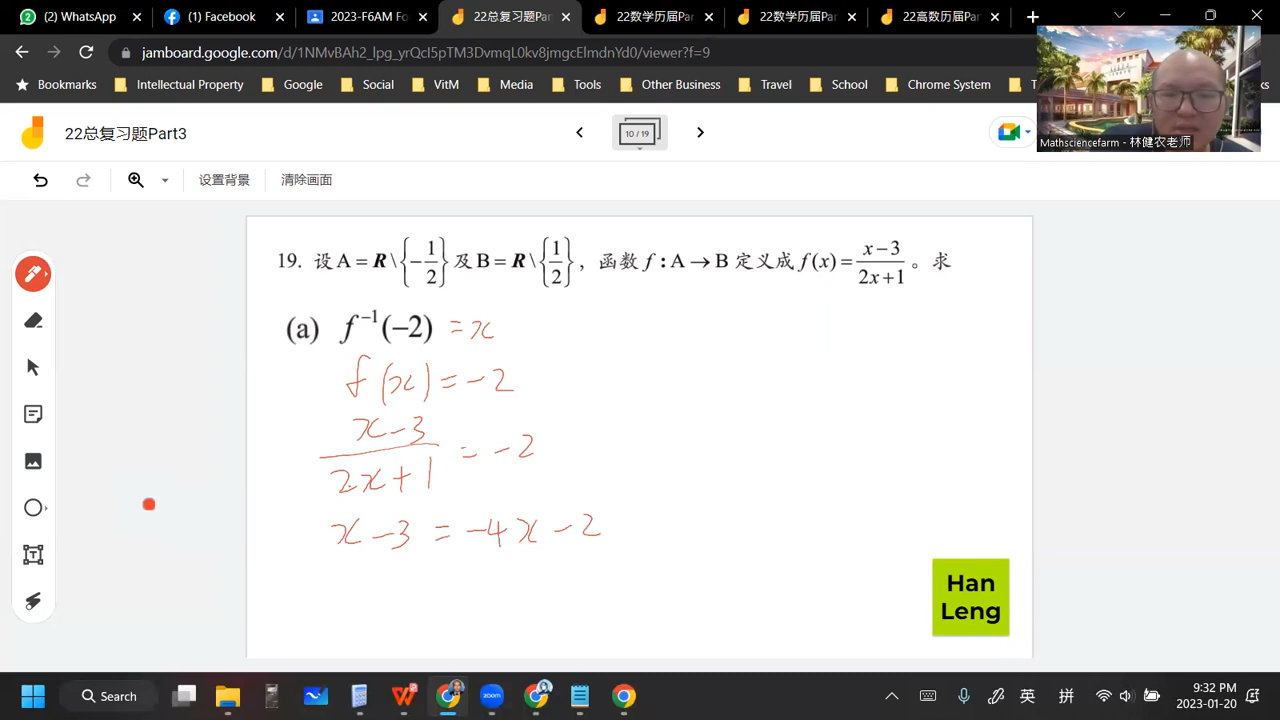 (2) WhatsApp
(1) Facebook
2023-F6AM Fo
22总复习题Par
22数学历届Par
22数学历届Par
22高数历届Par
jamboard.google.com/d/1NMvBAh2_lpg_yrQcl5pTM3DvmqL0kv8jmgcElmdnYd0/viewer?f=9
Bookmarks
Intellectual Property
Google
Social
VitM
Media
Tools
Other Business
Travel
School
Chrome System
22总复习题Part3
10 / 19
Mathsciencefarm - 林健农老师
设置背景
清除画面
19. 设 A = R \ {-1/2} 及 B = R \ {1/2}，函数 f : A → B 定义成 f(x) = (x-3)/(2x+1)。求
(a) f⁻¹(-2) = x
f(x) = -2
x-3
2x+1 = -2
x - 3 = -4x - 2
Han
Leng
Search
zoom
英
拼
9:32 PM
2023-01-20